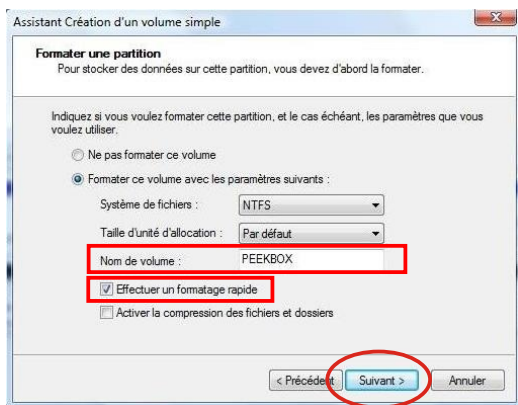 Assistant Création d'un volume simple
Formater une partition
Pour stocker des données sur cette partition, vous devez d'abord la formater.
Indiquez si vous voulez formater cette partition, et le cas échéant, les paramètres que vous
voulez utiliser.
Ne pas formater ce volume
Formater ce volume avec les paramètres suivants :
Système de fichiers : NTFS
Taille d'unité d'allocation : Par défaut
Nom de volume : PEEKBOX
Effectuer un formatage rapide
Activer la compression des fichiers et dossiers
< Précédent Suivant > Annuler